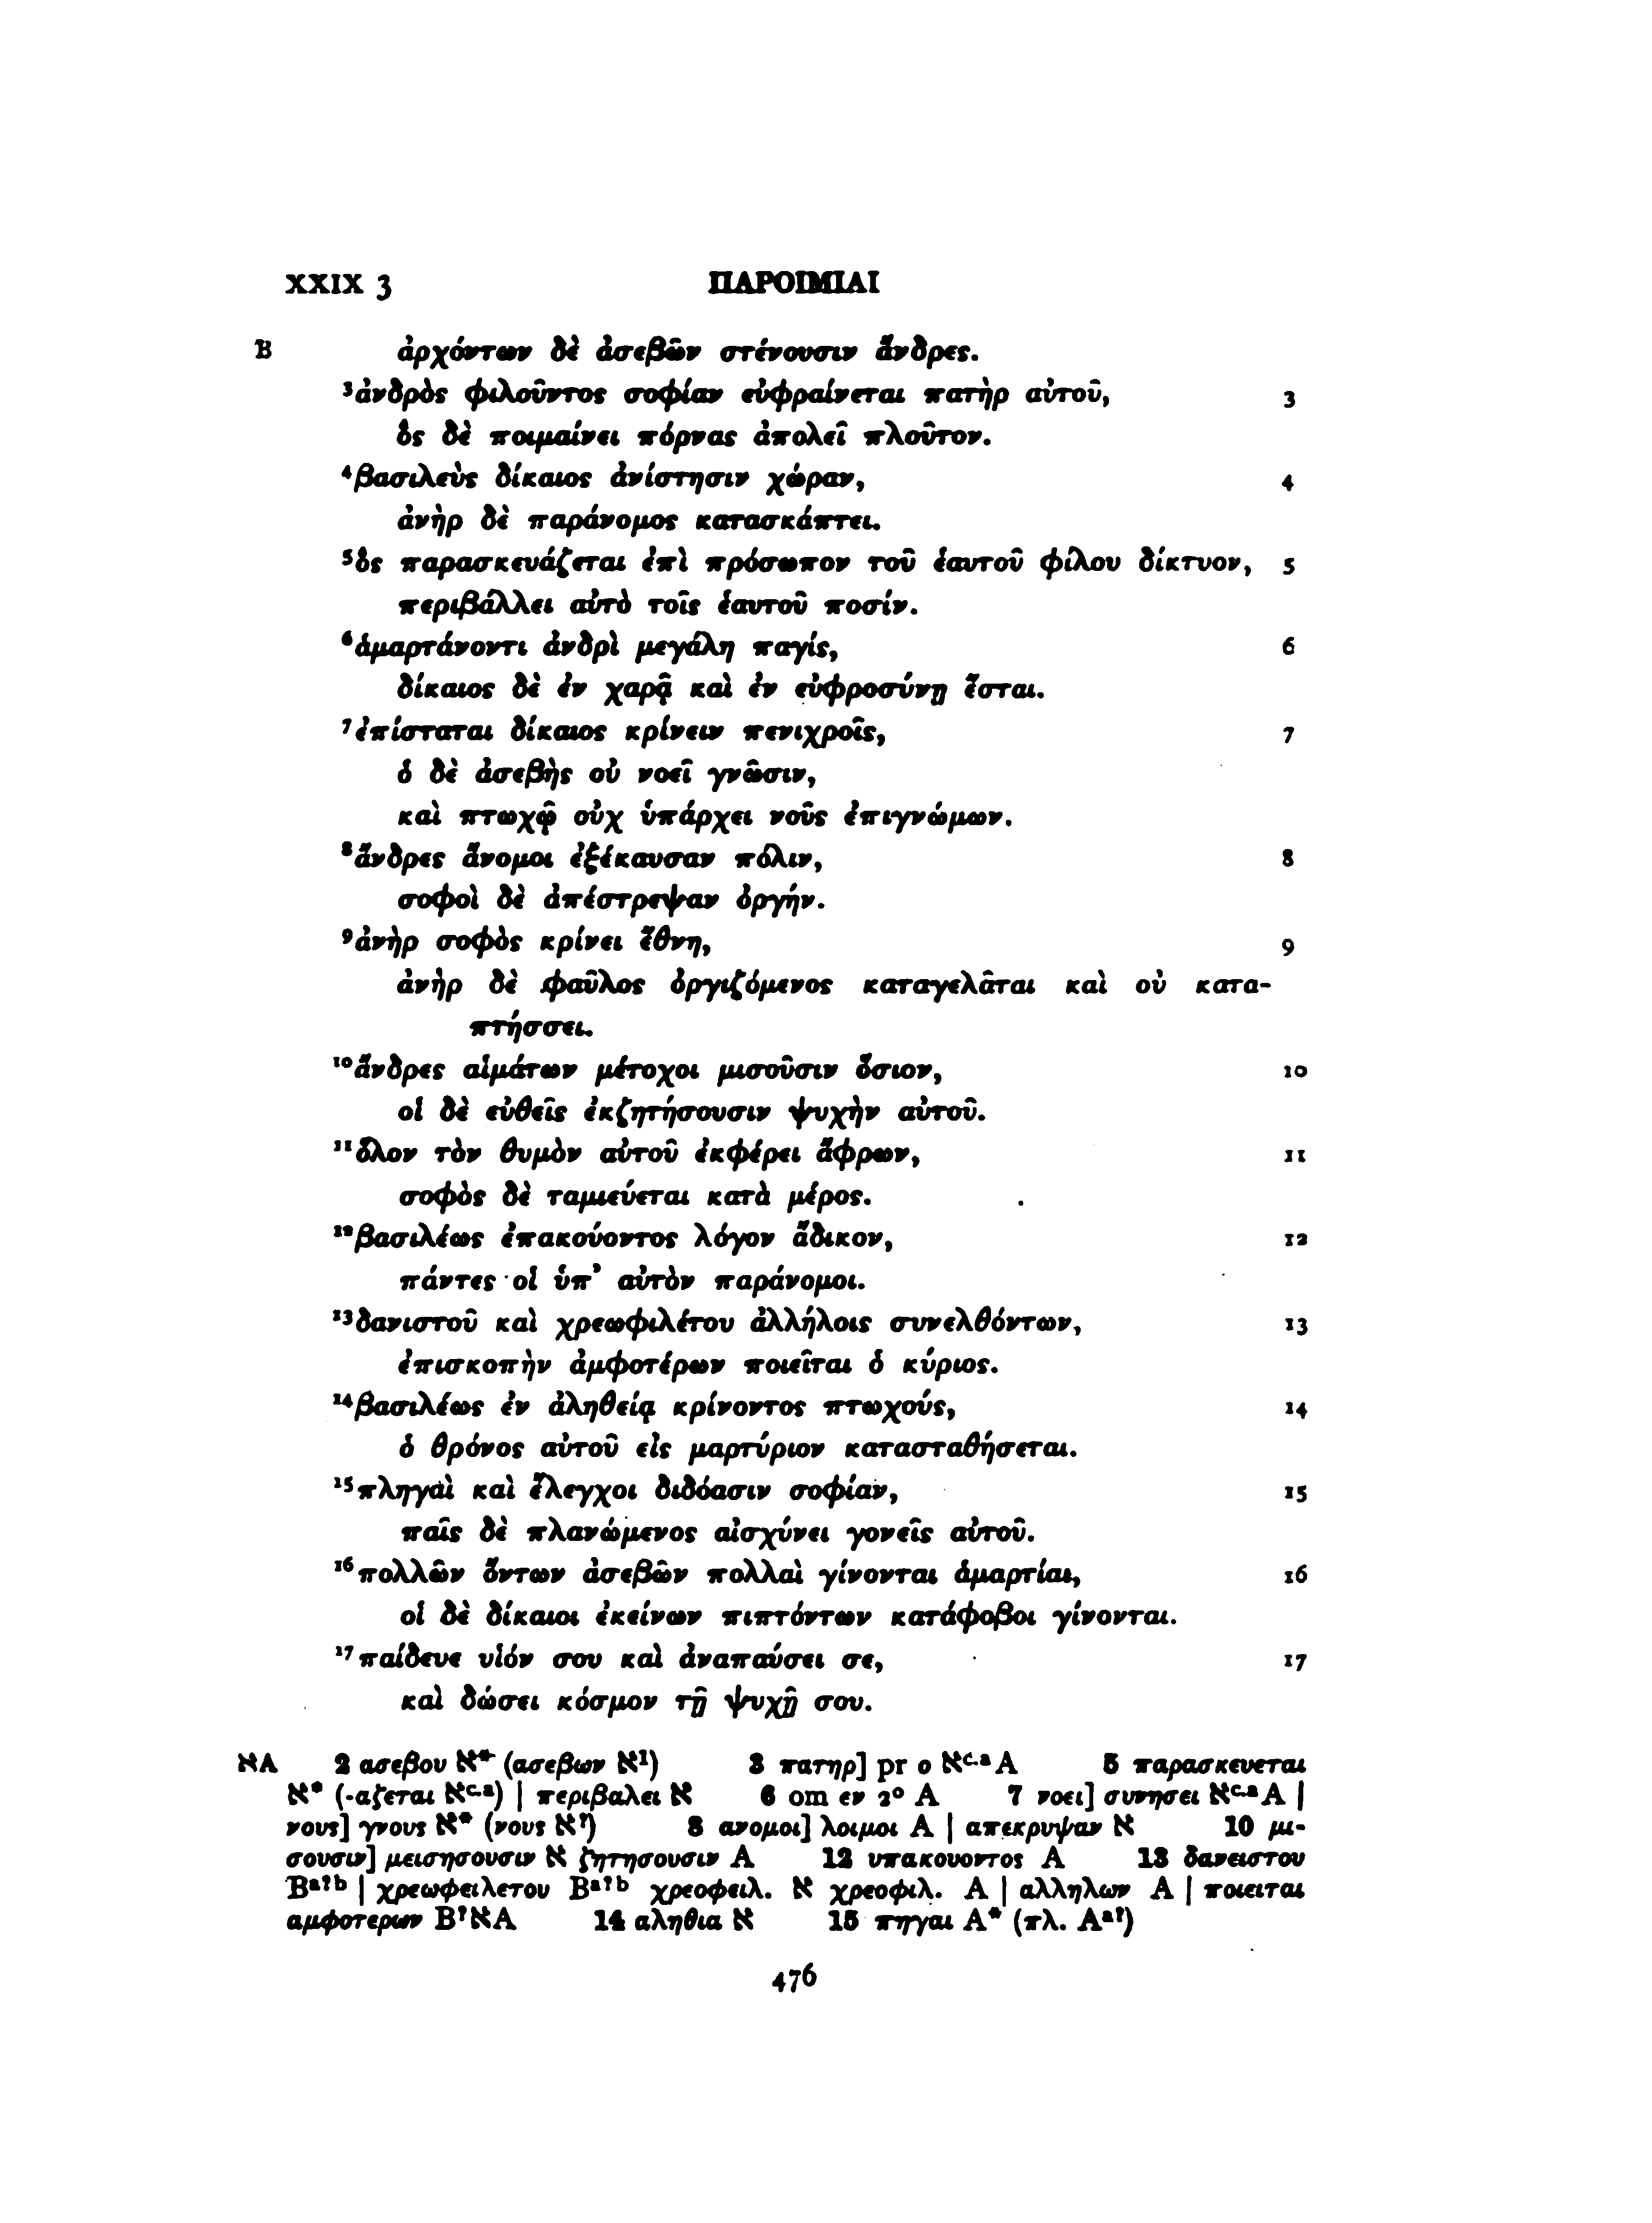 XXIX 3 ΠΑΡΟΙΜΙΑΙ
B ἀρχόντων δὲ ἀσεβῶν στένουσιν ἄνδρες.
³ἀνδρὸς φιλοῦντος σοφίαν εὐφραίνεται πατὴρ αὐτοῦ, 3
ὃς δὲ ποιμαίνει πόρνας ἀπολεῖ πλοῦτον.
⁴βασιλεὺς δίκαιος ἀνίστησιν χώραν, 4
ἀνὴρ δὲ παράνομος κατασκάπτει.
⁵ὃς παρασκευάζεται ἐπὶ πρόσωπον τοῦ ἑαυτοῦ φίλου δίκτυον, 5
περιβάλλει αὐτὸ τοῖς ἑαυτοῦ ποσίν.
⁶ἁμαρτάνοντι ἀνδρὶ μεγάλη παγίς, 6
δίκαιος δὲ ἐν χαρᾷ καὶ ἐν εὐφροσύνῃ ἔσται.
⁷ἐπίσταται δίκαιος κρίνειν πενιχροῖς, 7
ὁ δὲ ἀσεβὴς οὐ νοεῖ γνῶσιν,
καὶ πτωχῷ οὐχ ὑπάρχει νοῦς ἐπιγνώμων.
⁸ἄνδρες ἄνομοι ἐξέκαυσαν πόλιν, 8
σοφοὶ δὲ ἀπέστρεψαν ὀργήν.
⁹ἀνὴρ σοφὸς κρίνει ἔθνη, 9
ἀνὴρ δὲ φαῦλος ὀργιζόμενος καταγελᾶται καὶ οὐ κατα-
πτήσσει.
¹⁰ἄνδρες αἱμάτων μέτοχοι μισοῦσιν ὅσιον, 10
οἱ δὲ εὐθεῖς ἐκζητήσουσιν ψυχὴν αὐτοῦ.
¹¹ὅλον τὸν θυμὸν αὐτοῦ ἐκφέρει ἄφρων, 11
σοφὸς δὲ ταμιεύεται κατὰ μέρος.
¹²βασιλέως ἐπακούοντος λόγον ἄδικον, 12
πάντες οἱ ὑπ’ αὐτὸν παράνομοι.
¹³δανιστοῦ καὶ χρεωφιλέτου ἀλλήλοις συνελθόντων, 13
ἐπισκοπὴν ἀμφοτέρων ποιεῖται ὁ κύριος.
¹⁴βασιλέως ἐν ἀληθείᾳ κρίνοντος πτωχούς, 14
ὁ θρόνος αὐτοῦ εἰς μαρτύριον κατασταθήσεται.
¹⁵πληγαὶ καὶ ἔλεγχοι διδόασιν σοφίαν, 15
παῖς δὲ πλανώμενος αἰσχύνει γονεῖς αὐτοῦ.
¹⁶πολλῶν ὄντων ἀσεβῶν πολλαὶ γίνονται ἁμαρτίαι, 16
οἱ δὲ δίκαιοι ἐκείνων πιπτόντων κατάφοβοι γίνονται.
¹⁷παίδευε υἱόν σου καὶ ἀναπαύσει σε, 17
καὶ δώσει κόσμον τῇ ψυχῇ σου.
אA 2 ασεβου א* (ασεβων א¹) 3 πατηρ] pr ο אᶜ·ᵃ A 5 παρασκευεται
א* (-αζεται אᶜ·ᵃ) | περιβαλει א 6 om εν 2° A 7 νοει] συνησει אᶜ·ᵃ A |
νους] γνους א* (νους א?) 8 ανομοι] λοιμοι A | απεκρυψαν א 10 μι-
σουσιν] μεισησουσιν א ζητησουσιν A 12 υπακουοντος A 13 δανειστου
Bᵃ?ᵇ | χρεωφειλετου Bᵃ?ᵇ χρεοφειλ. א χρεοφιλ. A | αλληλων A | ποιειται
αμφοτερων B?אA 14 αληθια א 15 πηγαι A* (πλ. Aᵃ?)
476